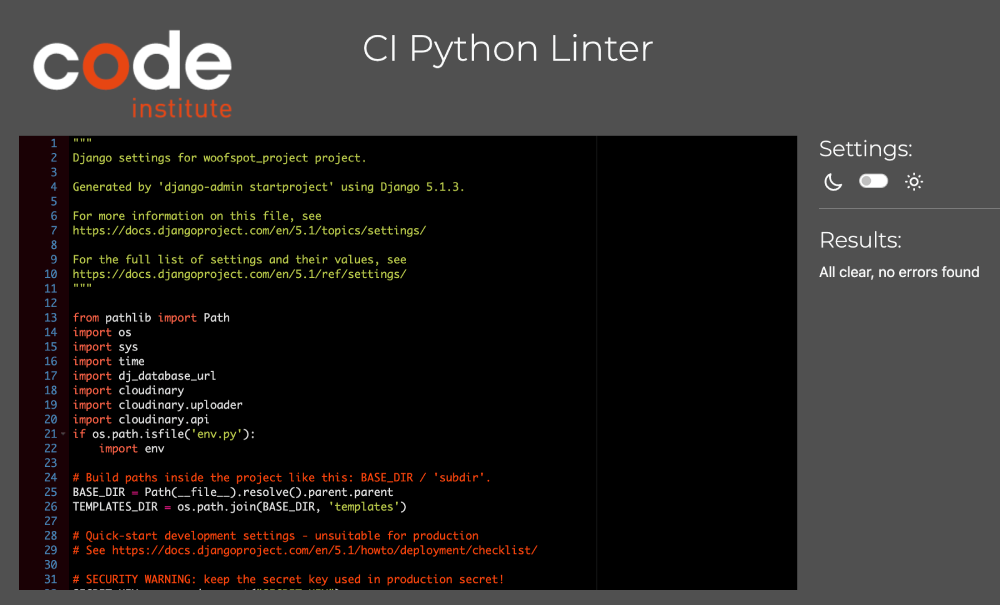 code
institute
CI Python Linter
1 """
2 Django settings for woofspot_project project.
3
4 Generated by 'django-admin startproject' using Django 5.1.3.
5
6 For more information on this file, see
7 https://docs.djangoproject.com/en/5.1/topics/settings/
8
9 For the full list of settings and their values, see
10 https://docs.djangoproject.com/en/5.1/ref/settings/
11 """
12
13 from pathlib import Path
14 import os
15 import sys
16 import time
17 import dj_database_url
18 import cloudinary
19 import cloudinary.uploader
20 import cloudinary.api
21 if os.path.isfile('env.py'):
22     import env
23
24 # Build paths inside the project like this: BASE_DIR / 'subdir'.
25 BASE_DIR = Path(__file__).resolve().parent.parent
26 TEMPLATES_DIR = os.path.join(BASE_DIR, 'templates')
27
28 # Quick-start development settings - unsuitable for production
29 # See https://docs.djangoproject.com/en/5.1/howto/deployment/checklist/
30
31 # SECURITY WARNING: keep the secret key used in production secret!
Settings:
Results:
All clear, no errors found